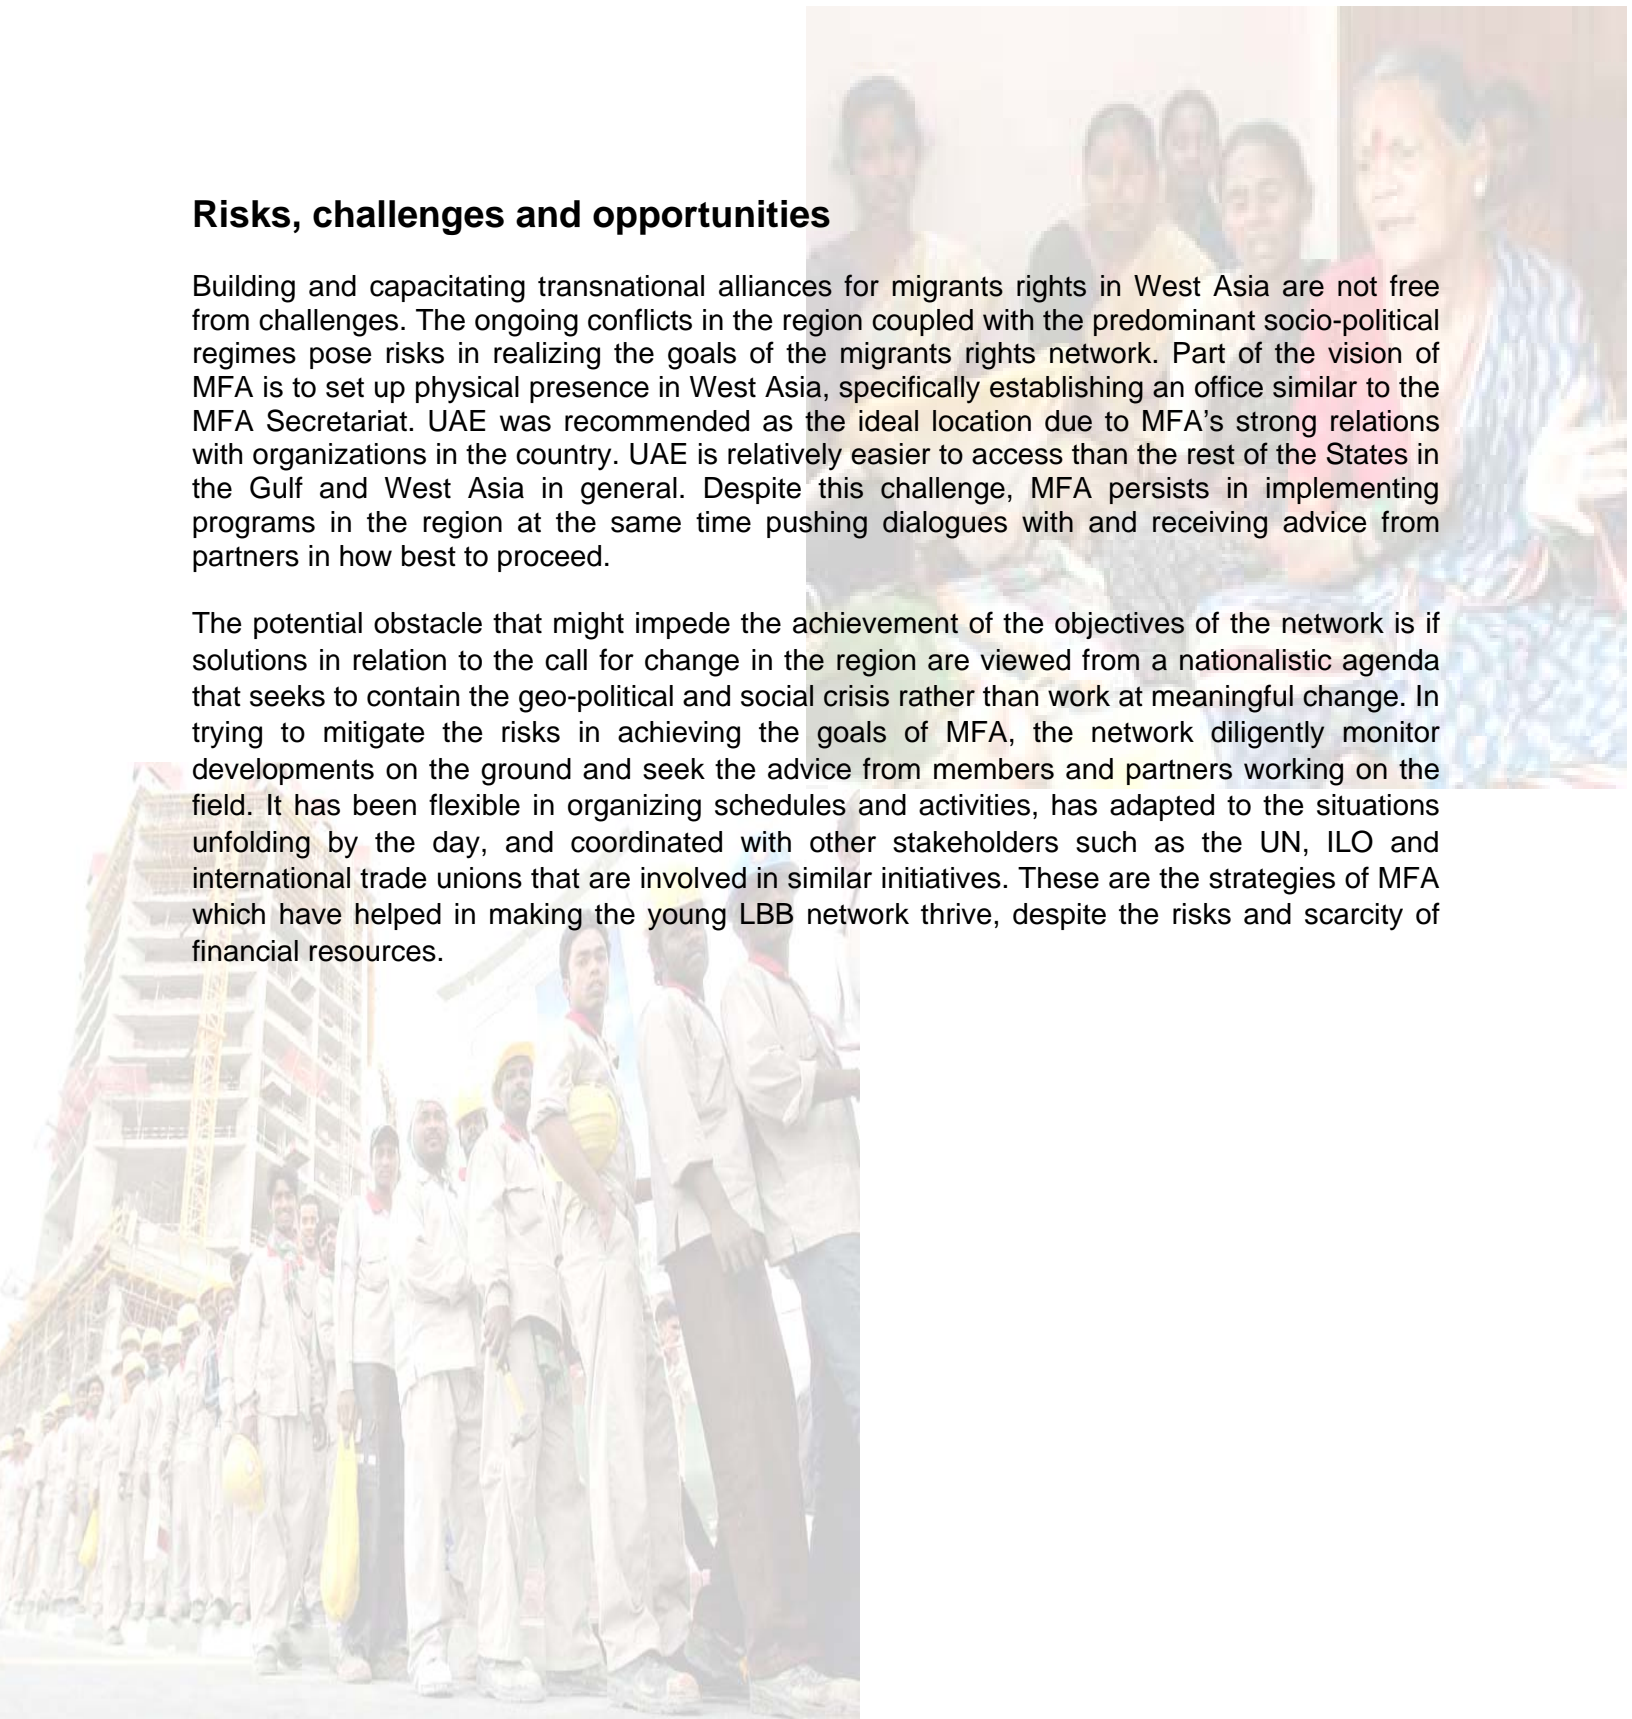 Risks, challenges and opportunities
Building and capacitating transnational alliances for migrants rights in West Asia are not free
from challenges. The ongoing conflicts in the region coupled with the predominant socio-political
regimes pose risks in realizing the goals of the migrants rights network. Part of the vision of
MFA is to set up physical presence in West Asia, specifically establishing an office similar to the
MFA Secretariat. UAE was recommended as the ideal location due to MFA’s strong relations
with organizations in the country. UAE is relatively easier to access than the rest of the States in
the Gulf and West Asia in general. Despite this challenge, MFA persists in implementing
programs in the region at the same time pushing dialogues with and receiving advice from
partners in how best to proceed.
The potential obstacle that might impede the achievement of the objectives of the network is if
solutions in relation to the call for change in the region are viewed from a nationalistic agenda
that seeks to contain the geo-political and social crisis rather than work at meaningful change. In
trying to mitigate the risks in achieving the goals of MFA, the network diligently monitor
developments on the ground and seek the advice from members and partners working on the
field. It has been flexible in organizing schedules and activities, has adapted to the situations
unfolding by the day, and coordinated with other stakeholders such as the UN, ILO and
international trade unions that are involved in similar initiatives. These are the strategies of MFA
which have helped in making the young LBB network thrive, despite the risks and scarcity of
financial resources.